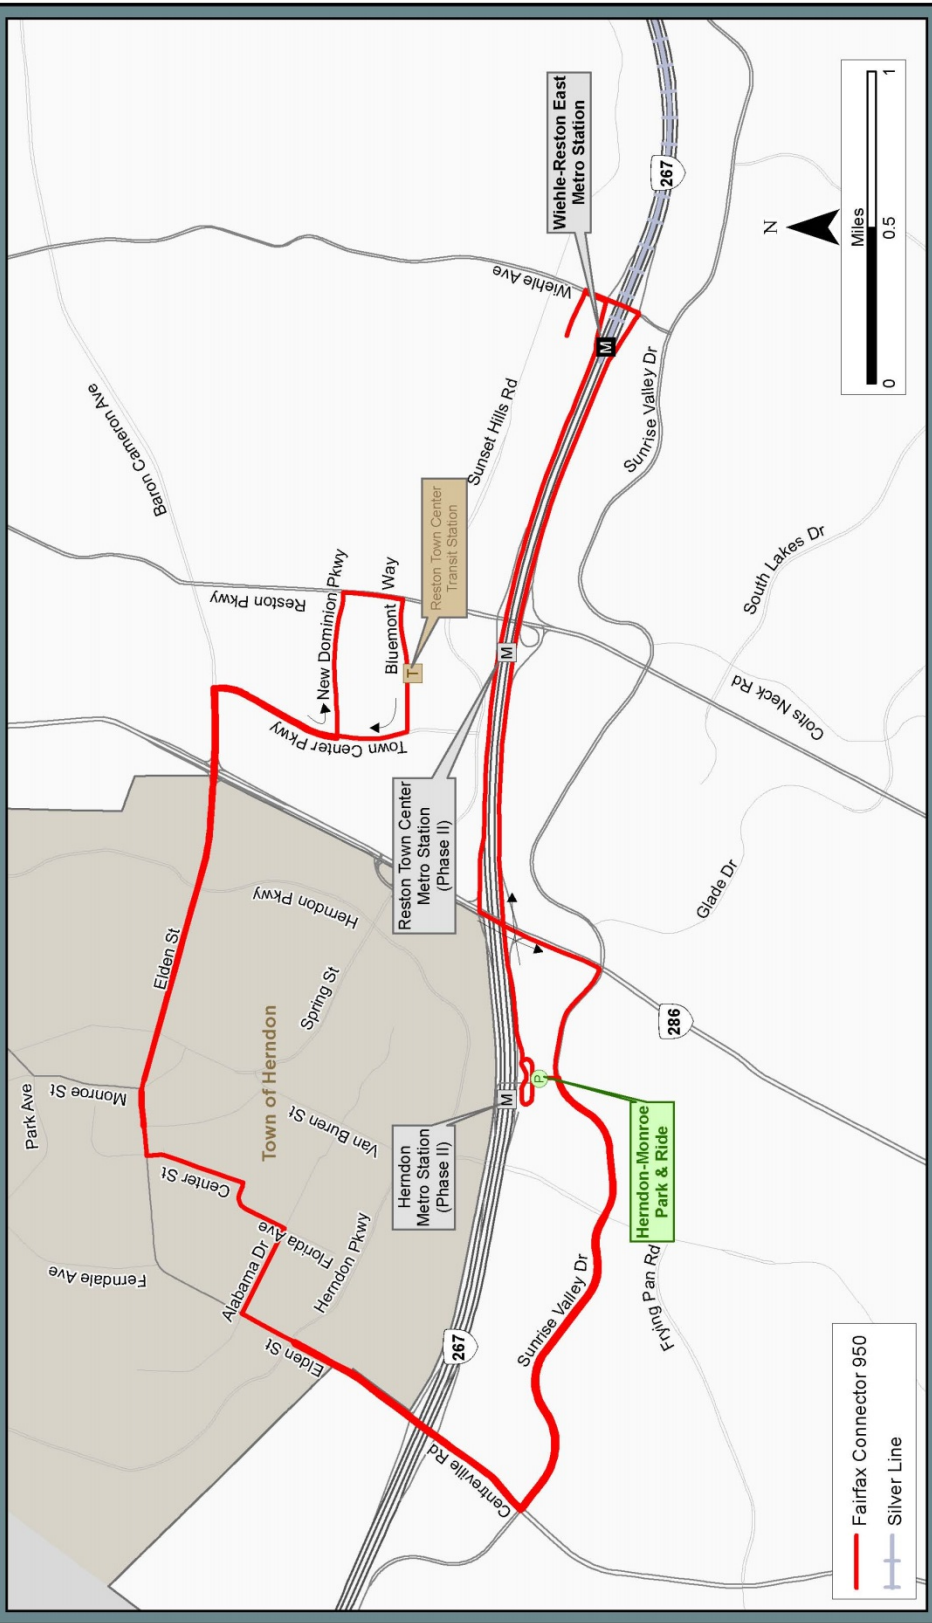 Park Ave
Monroe St
Ferndale Ave
Elden St
Center St
Town of Herndon
Spring St
Herndon Pkwy
Van Buren St
Alabama Dr
Florida Ave
Herndon Pkwy
Elden St
Centreville Rd
Baron Cameron Ave
Reston Pkwy
New Dominion Pkwy
Town Center Pkwy
Bluemont Way
T
Reston Town Center
Transit Station
Sunset Hills Rd
Wiehle Ave
Wiehle-Reston East
Metro Station
M
267
Reston Town Center
Metro Station
(Phase II)
M
Herndon
Metro Station
(Phase II)
M
P
Herndon-Monroe
Park & Ride
267
286
Sunrise Valley Dr
Frying Pan Rd
Glade Dr
Colts Neck Rd
South Lakes Dr
Sunrise Valley Dr
N
Miles
0 0.5 1
Fairfax Connector 950
Silver Line